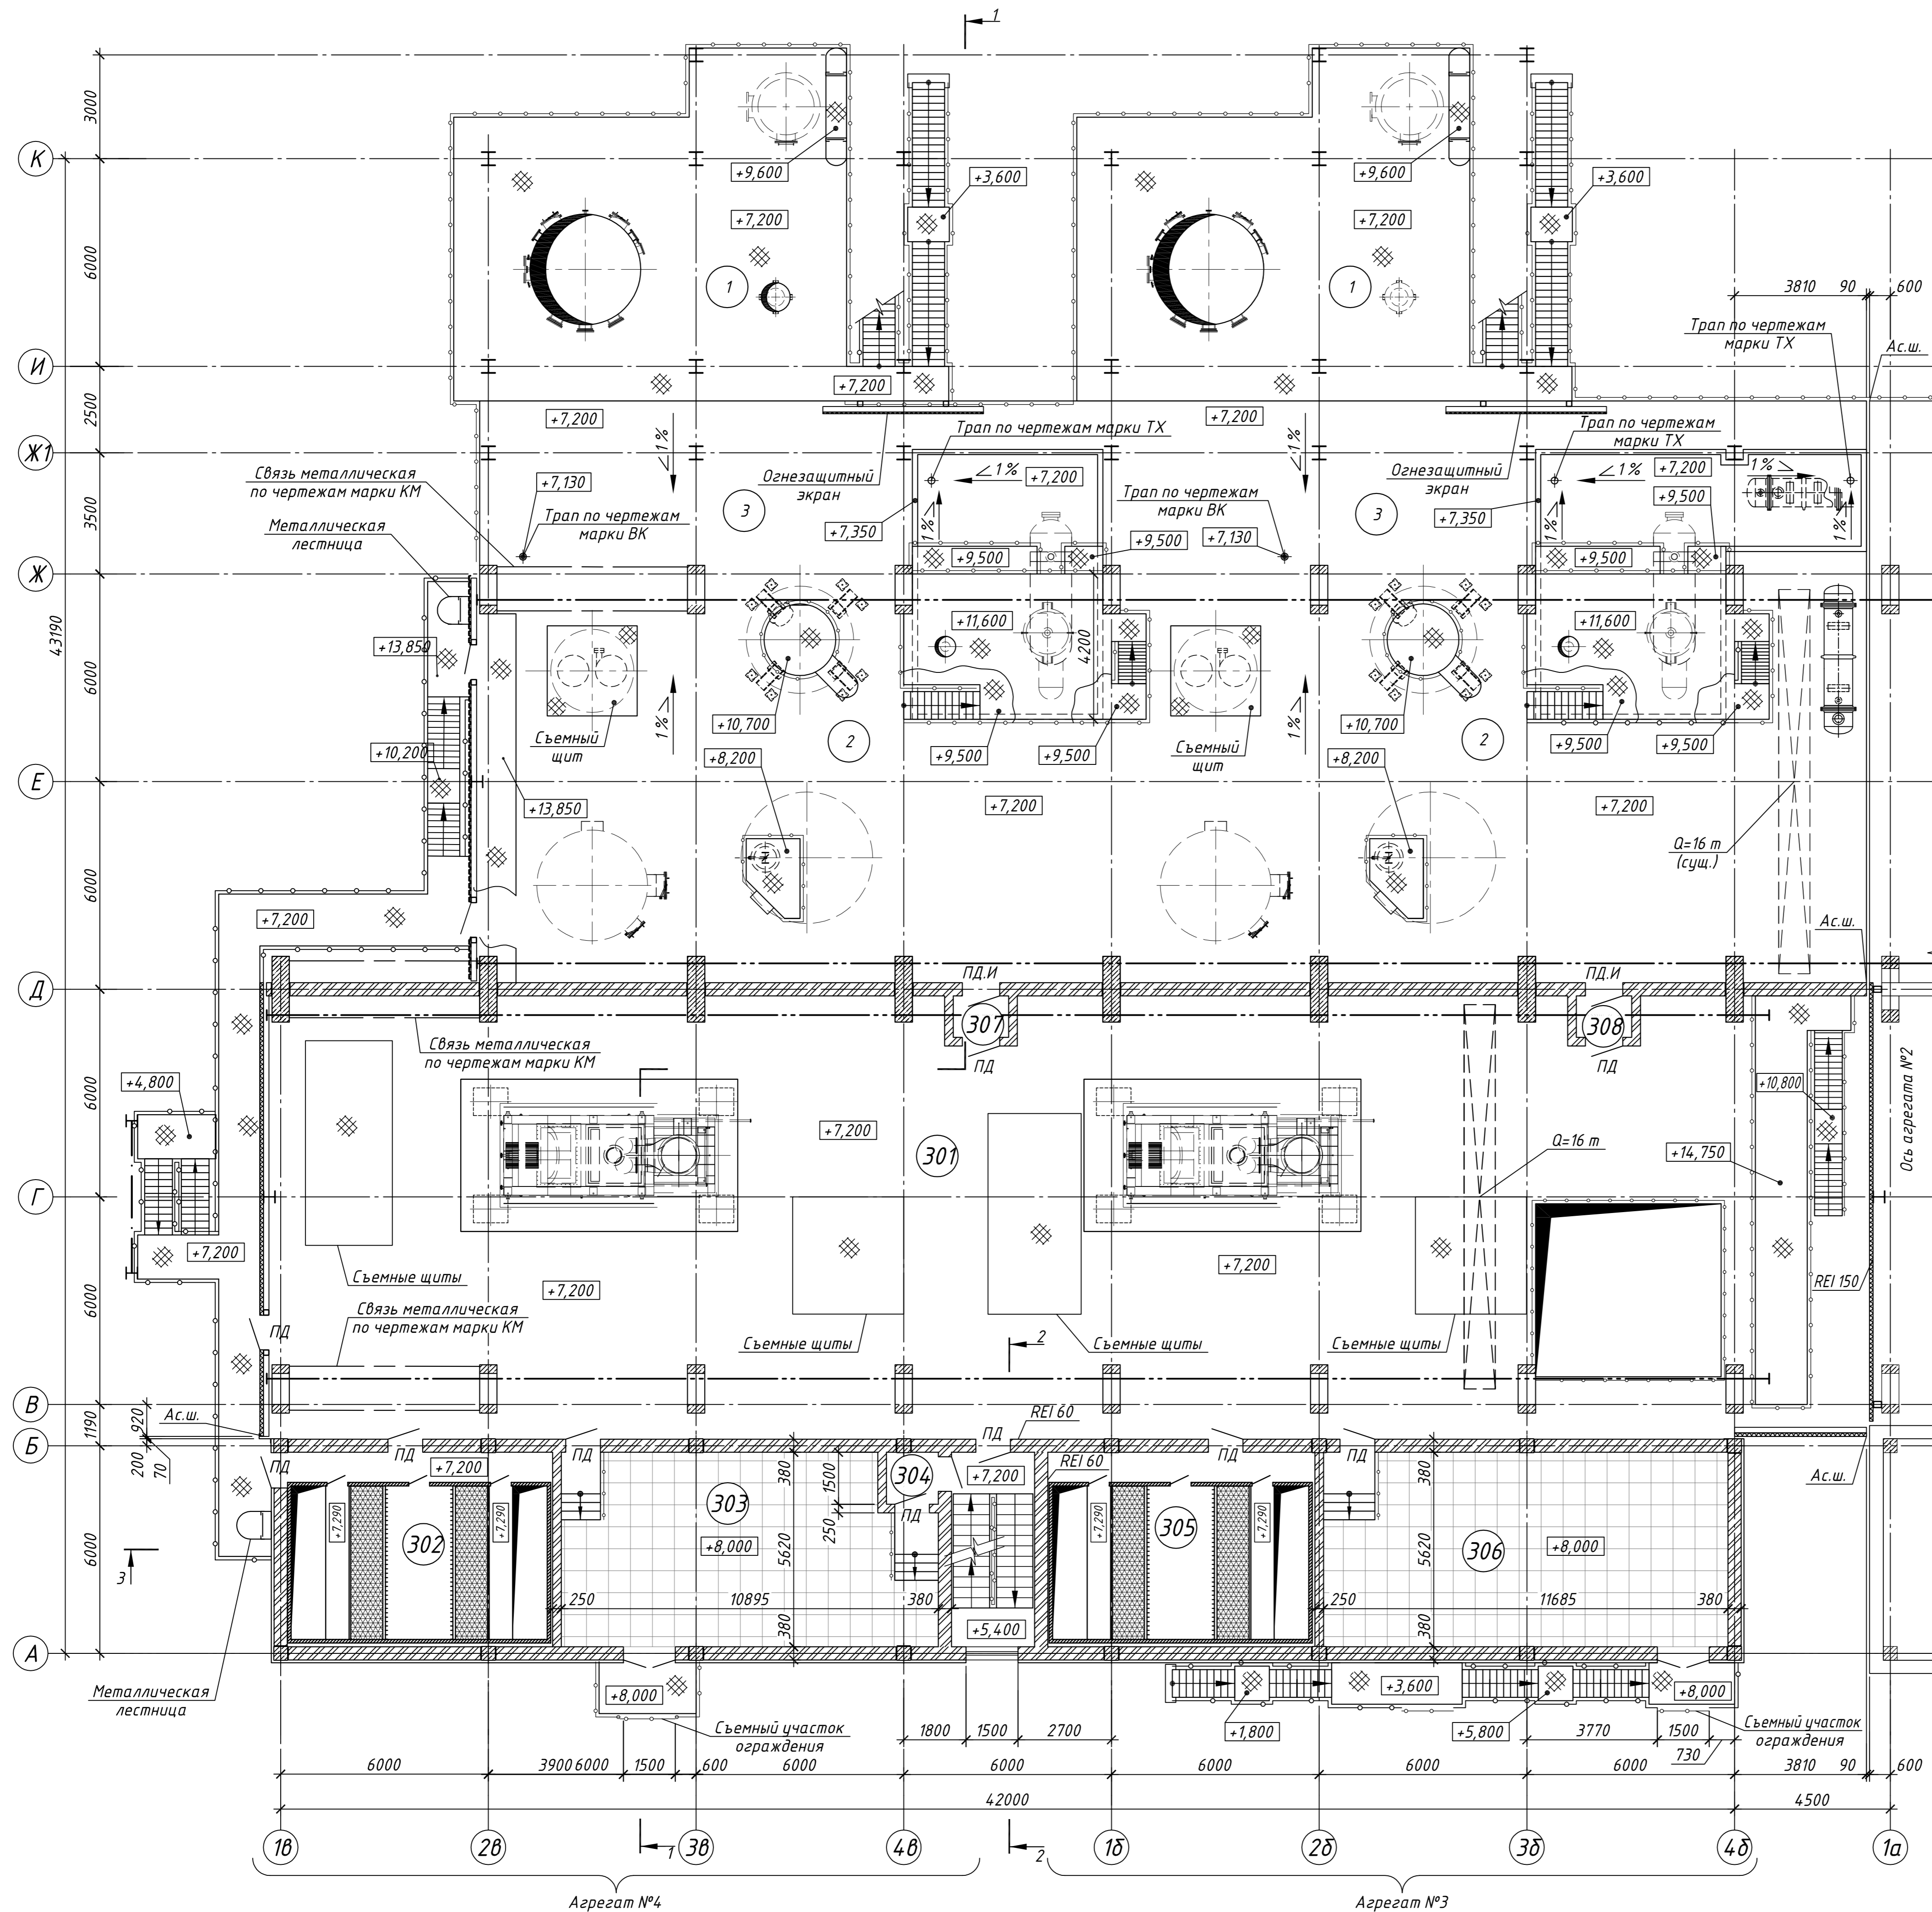 1
3000
К
+9,600
+9,600
+3,600
+3,600
+7,200
+7,200
6000
1
1
3810
90
600
Трап по чертежам
марки ТХ
Ас.ш.
И
+7,200
2500
+7,200
+7,200
1%
1%
Трап по чертежам марки ТХ
Трап по чертежам
марки ТХ
Ж1
Связь металлическая
по чертежам марки КМ
+7,130
Огнезащитный
экран
1%
+7,200
Огнезащитный
экран
1%
+7,200
1%
Трап по чертежам
марки ВК
+9,500
3500
3
3
Металлическая
лестница
Трап по чертежам
марки ВК
+7,350
1%
+9,500
+7,130
+7,350
1%
1%
+9,500
+9,500
Ж
43190
+13,850
+11,600
4200
+11,600
6000
1%
1%
+10,700
+10,700
Съемный
щит
2
Съемный
щит
2
+10,200
+8,200
+9,500
+9,500
+8,200
+9,500
+9,500
Е
+13,850
+7,200
+7,200
Q=16 т
(сущ.)
6000
+7,200
Ас.ш.
ПД.И
ПД.И
Д
307
308
Связь металлическая
по чертежам марки КМ
ПД
ПД
Ось агрегата №2
+4,800
+10,800
6000
+7,200
301
Q=16 т
+14,750
Г
+7,200
+7,200
+7,200
REI 150
Съемные щиты
6000
Связь металлическая
по чертежам марки КМ
ПД
Съемные щиты
Съемные щиты
Съемные щиты
2
В
1190
920
Ас.ш.
REI 60
Б
200
70
ПД
ПД
ПД
ПД
ПД
ПД
+7,200
380
1500
304
+7,200
REI 60
380
Ас.ш.
+7,290
+7,290
303
ПД
+7,290
+7,290
302
250
305
306
6000
+8,000
5620
5620
+8,000
3
250
10895
380
250
11685
380
380
+5,400
380
А
Металлическая
лестница
+8,000
+3,600
+8,000
+1,800
+5,800
Съемный участок
ограждения
1800
1500
2700
3770
1500
Съемный участок
ограждения
730
6000
3900
6000
1500
600
6000
6000
6000
6000
6000
3810
90
600
42000
4500
1в
2в
1
3в
4в
2
1б
2б
3б
4б
1а
Агрегат №4
Агрегат №3